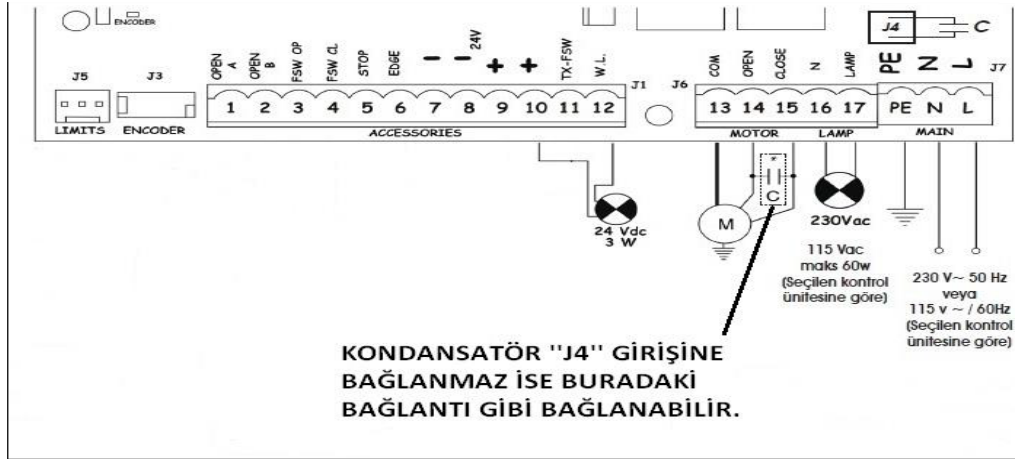 ENCODER
J4
C
J5
J3
OPEN A
OPEN B
FSW OP
FSW CL
STOP
EDGE
-
-
24V
+
+
TX-FSW
W.L.
J1
J6
COM
OPEN
CLOSE
N
LAMP
PE
N
L
J7
1 2 3 4 5 6 7 8 9 10 11 12
13 14 15 16 17
PE N L
LIMITS
ENCODER
ACCESSORIES
MOTOR
LAMP
MAIN
*
C
M
24 Vdc
3 W
230Vac
115 Vac
maks 60w
(Seçilen kontrol
ünitesine göre)
230 V~ 50 Hz
veya
115 v ~ / 60Hz
(Seçilen kontrol
ünitesine göre)
KONDANSATÖR "J4" GİRİŞİNE
BAĞLANMAZ İSE BURADAKİ
BAĞLANTI GİBİ BAĞLANABİLİR.